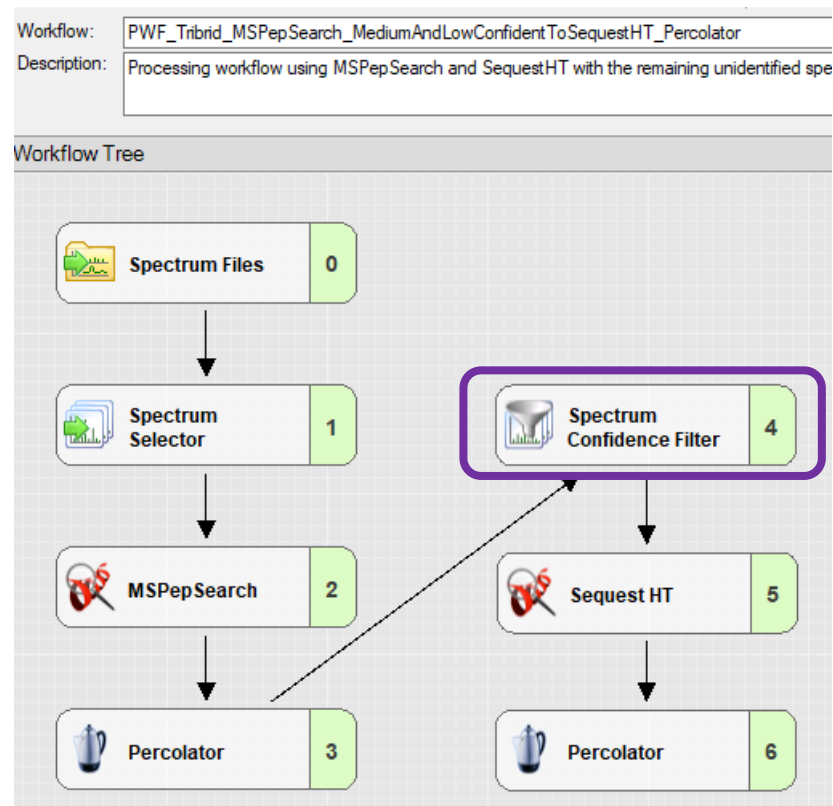 Workflow: PWF_Tribrid_MSPepSearch_MediumAndLowConfidentToSequestHT_Percolator
Description: Processing workflow using MSPepSearch and SequestHT with the remaining unidentified spe
Workflow Tree
Spectrum Files 0
Spectrum
Selector 1
MSPepSearch 2
Percolator 3
Spectrum
Confidence Filter 4
Sequest HT 5
Percolator 6